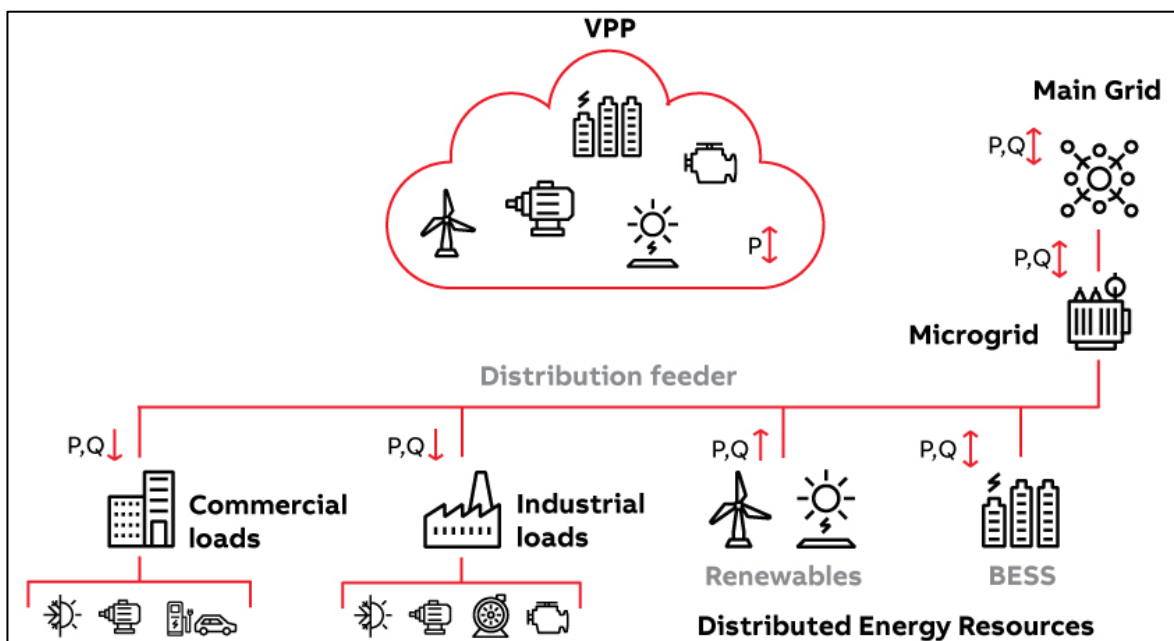 VPP
Main Grid
P,Q
P
P,Q
Microgrid
Distribution feeder
P,Q
P,Q
P,Q
P,Q
Commercial
loads
Industrial
loads
Renewables
BESS
Distributed Energy Resources